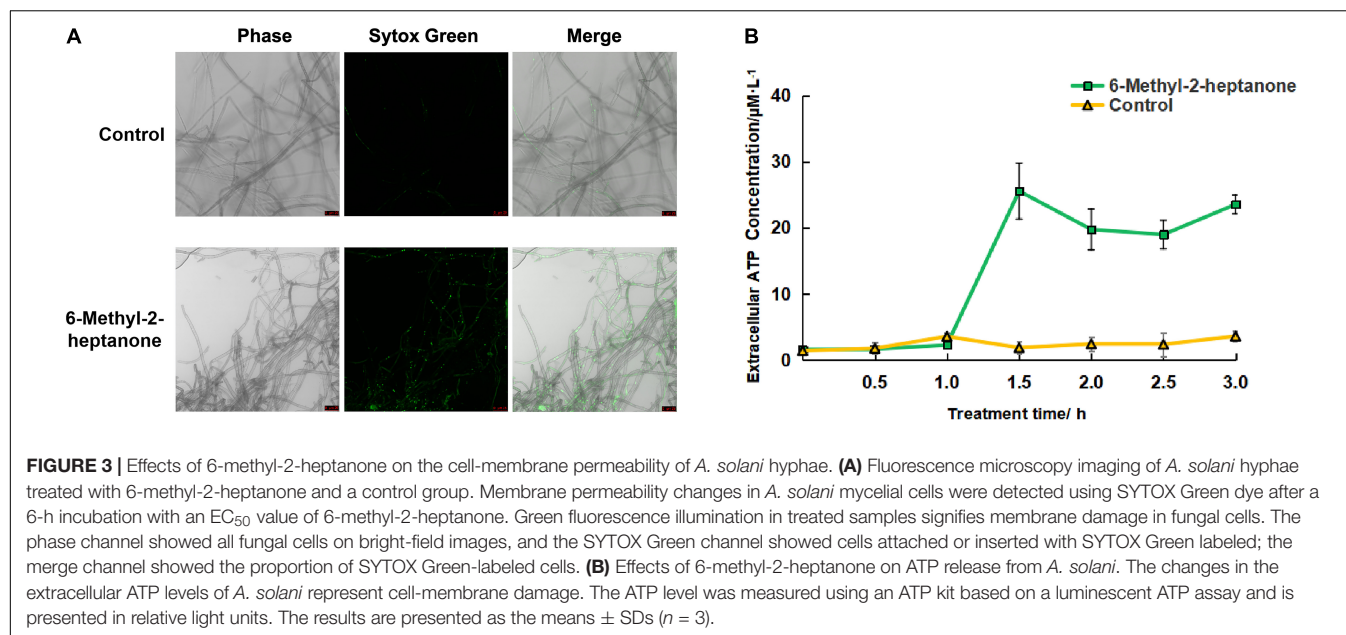 A
Phase
Sytox Green
Merge
Control
6-Methyl-2-
heptanone
B
Extracellular ATP Concentration/µM·L⁻¹
40
30
20
10
0
6-Methyl-2-heptanone
Control
0.5
1.0
1.5
2.0
2.5
3.0
Treatment time/ h
FIGURE 3 | Effects of 6-methyl-2-heptanone on the cell-membrane permeability of A. solani hyphae. (A) Fluorescence microscopy imaging of A. solani hyphae
treated with 6-methyl-2-heptanone and a control group. Membrane permeability changes in A. solani mycelial cells were detected using SYTOX Green dye after a
6-h incubation with an EC₅₀ value of 6-methyl-2-heptanone. Green fluorescence illumination in treated samples signifies membrane damage in fungal cells. The
phase channel showed all fungal cells on bright-field images, and the SYTOX Green channel showed cells attached or inserted with SYTOX Green labeled; the
merge channel showed the proportion of SYTOX Green-labeled cells. (B) Effects of 6-methyl-2-heptanone on ATP release from A. solani. The changes in the
extracellular ATP levels of A. solani represent cell-membrane damage. The ATP level was measured using an ATP kit based on a luminescent ATP assay and is
presented in relative light units. The results are presented as the means ± SDs (n = 3).